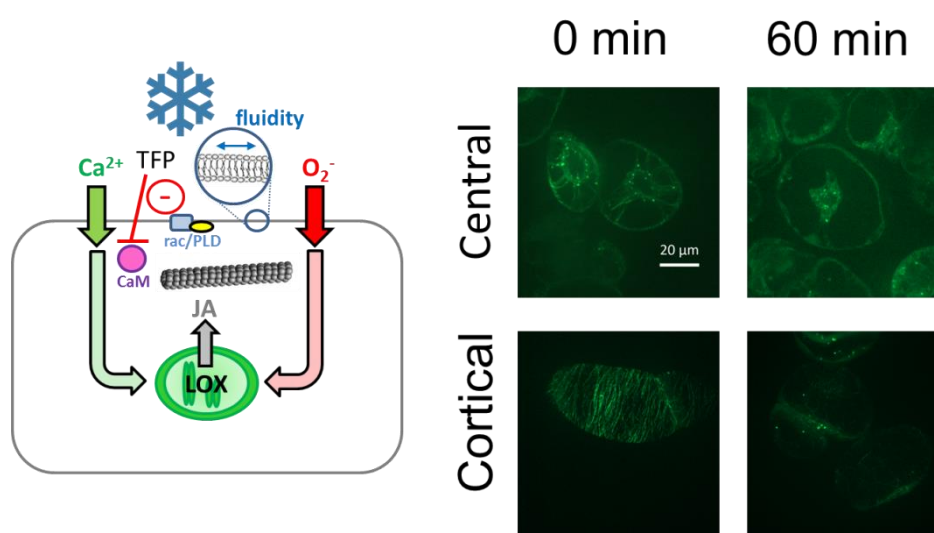 0 min
60 min
fluidity
Ca²⁺
TFP
O₂⁻
−
rac/PLD
CaM
JA
LOX
Central
20 µm
Cortical